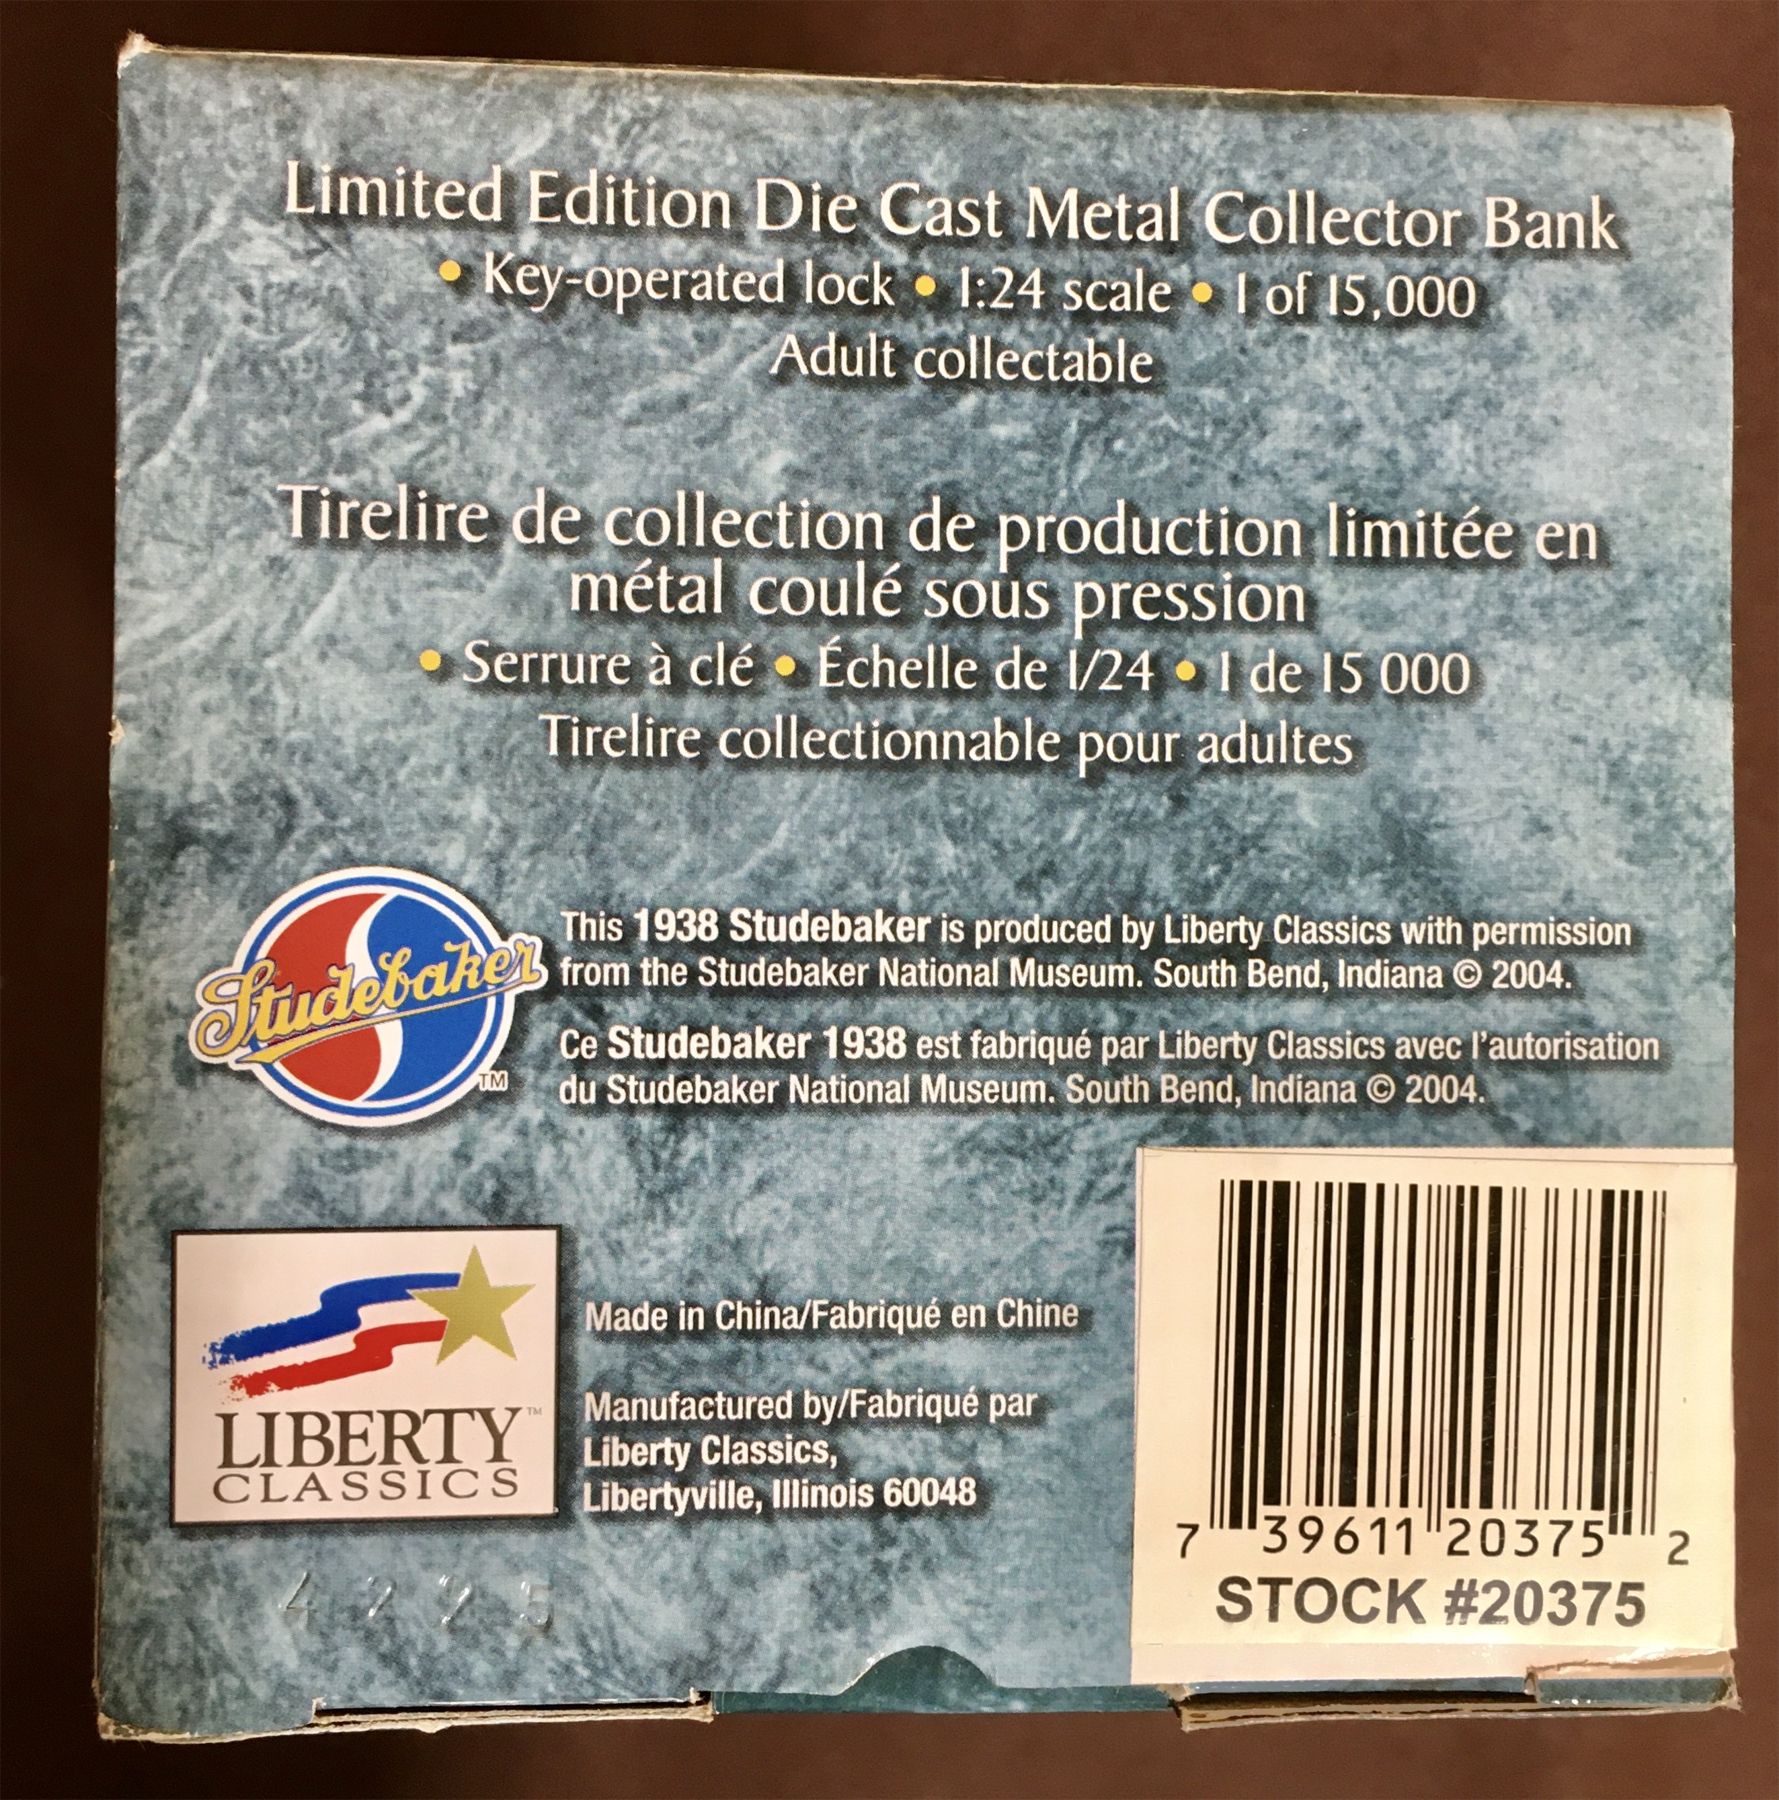 Limited Edition Die Cast Metal Collector Bank
• Key-operated lock • 1:24 scale • 1 of 15,000
Adult collectable
Tirelire de collection de production limitée en
métal coulé sous pression
• Serrure à clé • Échelle de 1/24 • 1 de 15 000
Tirelire collectionnable pour adultes
Studebaker
TM
This 1938 Studebaker is produced by Liberty Classics with permission
from the Studebaker National Museum. South Bend, Indiana © 2004.
Ce Studebaker 1938 est fabriqué par Liberty Classics avec l'autorisation
du Studebaker National Museum. South Bend, Indiana © 2004.
LIBERTY™
CLASSICS
Made in China/Fabriqué en Chine
Manufactured by/Fabriqué par
Liberty Classics,
Libertyville, Illinois 60048
7 39611 20375 2
STOCK #20375
4225